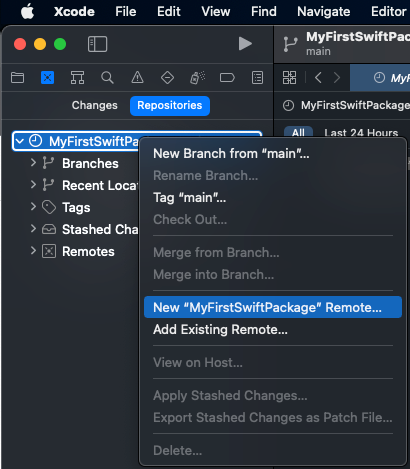 Xcode File Edit View Find Navigate Editor
MyFirstSwiftPackage
main
Changes Repositories
MyFirstSwiftPackage
All Last 24 Hours
MyFirstSwiftPa
Branches
Recent Loca
Tags
Stashed Cha
Remotes
New Branch from “main”...
Rename Branch...
Tag “main”...
Check Out...
Merge from Branch...
Merge into Branch...
New “MyFirstSwiftPackage” Remote...
Add Existing Remote...
View on Host...
Apply Stashed Changes...
Export Stashed Changes as Patch File...
Delete...